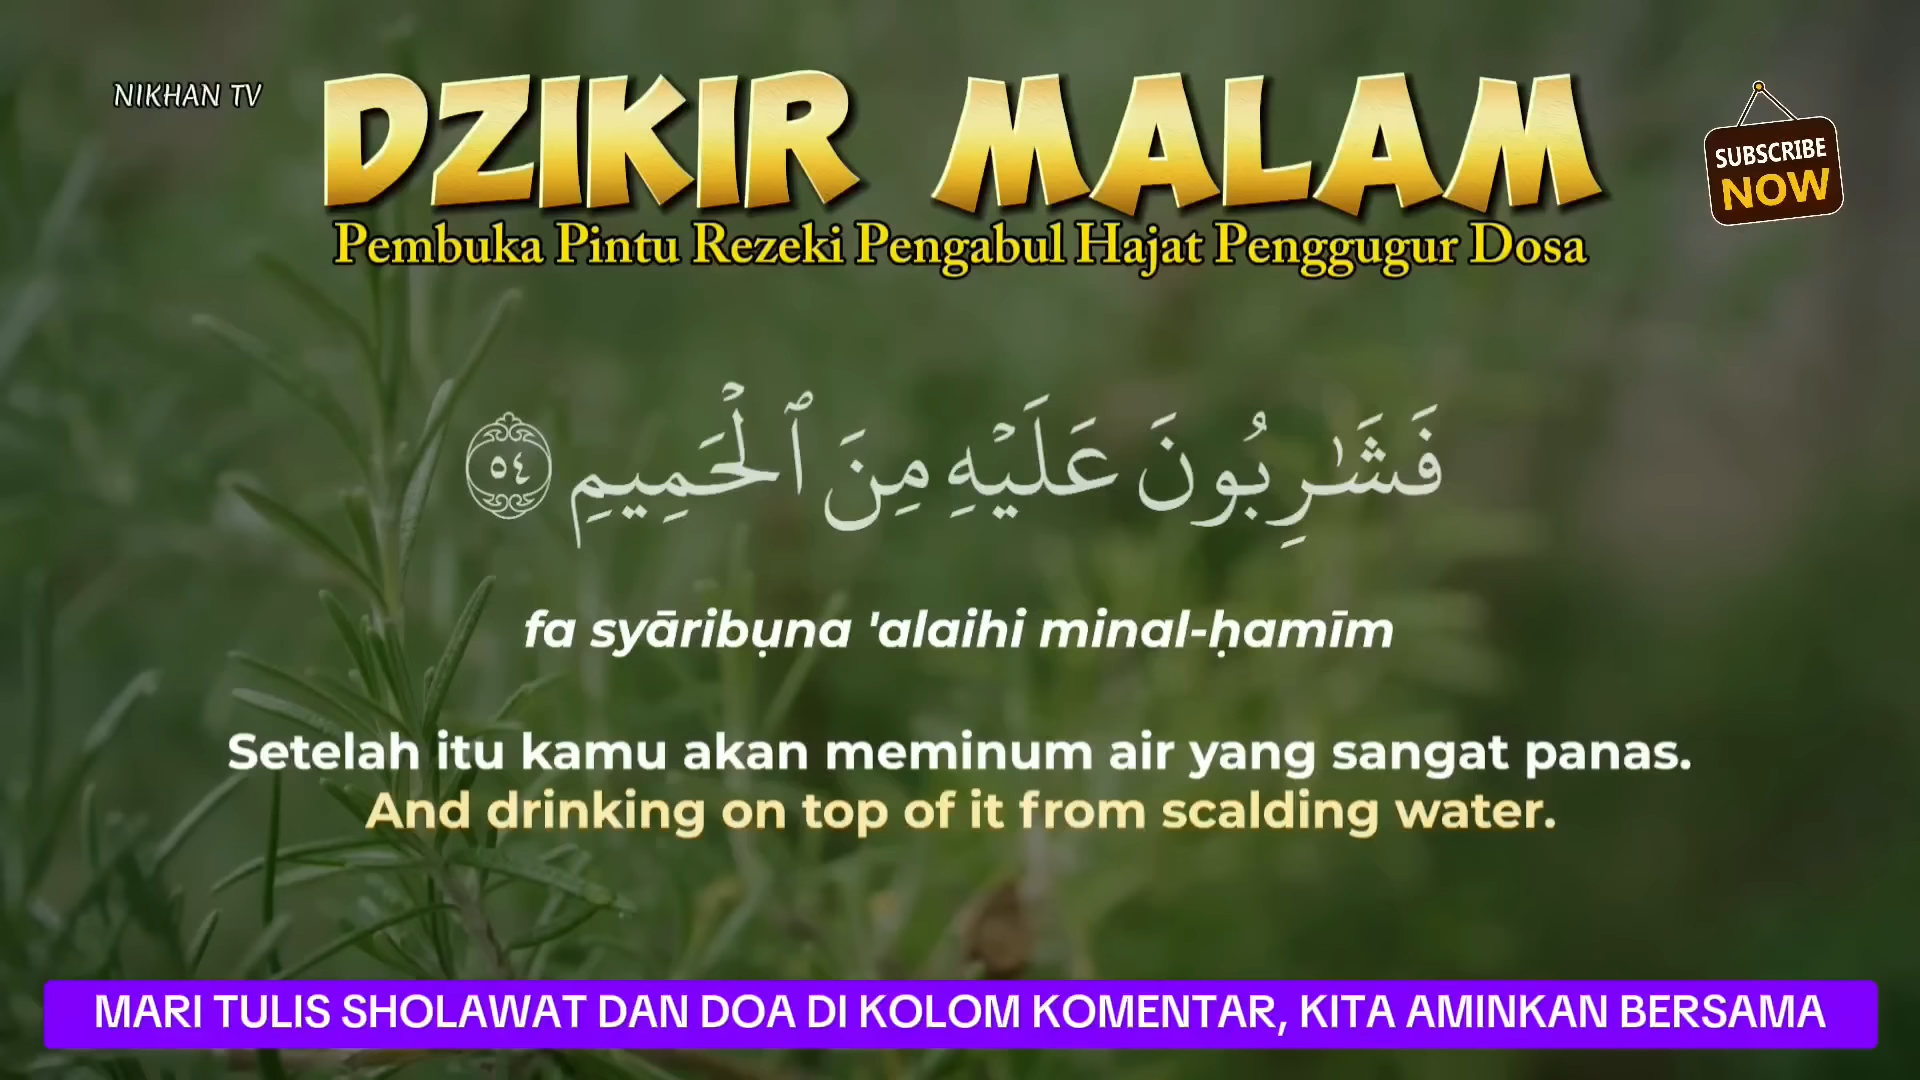 NIKHAN TV
DZIKIR MALAM
SUBSCRIBE
NOW
Pembuka Pintu Rezeki Pengabul Hajat Penggugur Dosa
فَشَٰرِبُونَ عَلَيْهِ مِنَ ٱلْحَمِيمِ ٥٤
fa syāribụna 'alaihi minal-ḥamīm
Setelah itu kamu akan meminum air yang sangat panas.
And drinking on top of it from scalding water.
MARI TULIS SHOLAWAT DAN DOA DI KOLOM KOMENTAR, KITA AMINKAN BERSAMA